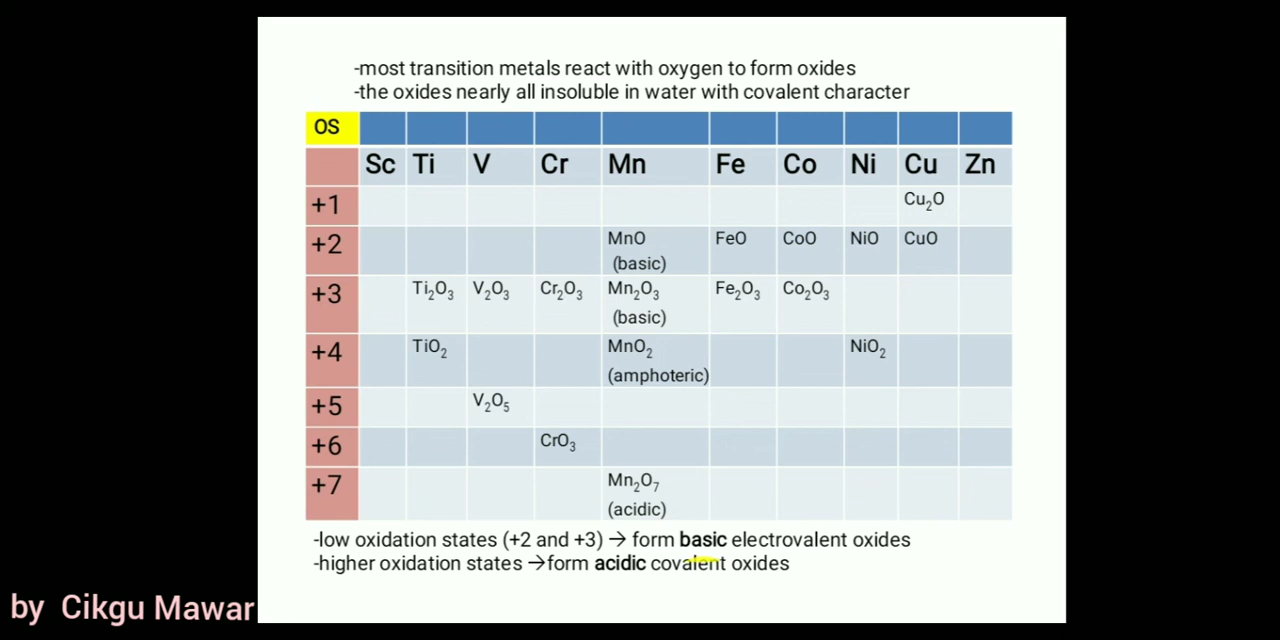 -most transition metals react with oxygen to form oxides
-the oxides nearly all insoluble in water with covalent character
OS
Sc Ti V Cr Mn Fe Co Ni Cu Zn
+1 Cu₂O
+2 MnO (basic) FeO CoO NiO CuO
+3 Ti₂O₃ V₂O₃ Cr₂O₃ Mn₂O₃ (basic) Fe₂O₃ Co₂O₃
+4 TiO₂ MnO₂ (amphoteric) NiO₂
+5 V₂O₅
+6 CrO₃
+7 Mn₂O₇ (acidic)
-low oxidation states (+2 and +3) → form basic electrovalent oxides
-higher oxidation states →form acidic covalent oxides
by Cikgu Mawar